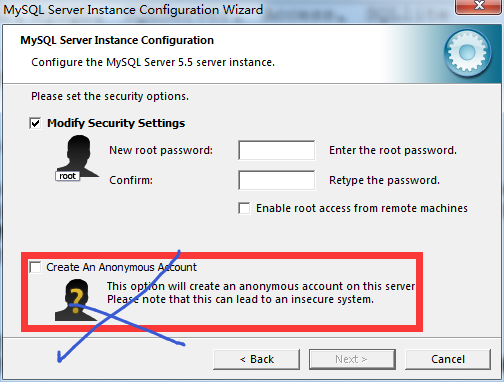 MySQL Server Instance Configuration Wizard
MySQL Server Instance Configuration
Configure the MySQL Server 5.5 server instance.
Please set the security options.
Modify Security Settings
New root password: Enter the root password.
root
Confirm: Retype the password.
Enable root access from remote machines
Create An Anonymous Account
This option will create an anonymous account on this server.
Please note that this can lead to an insecure system.
< Back Next > Cancel